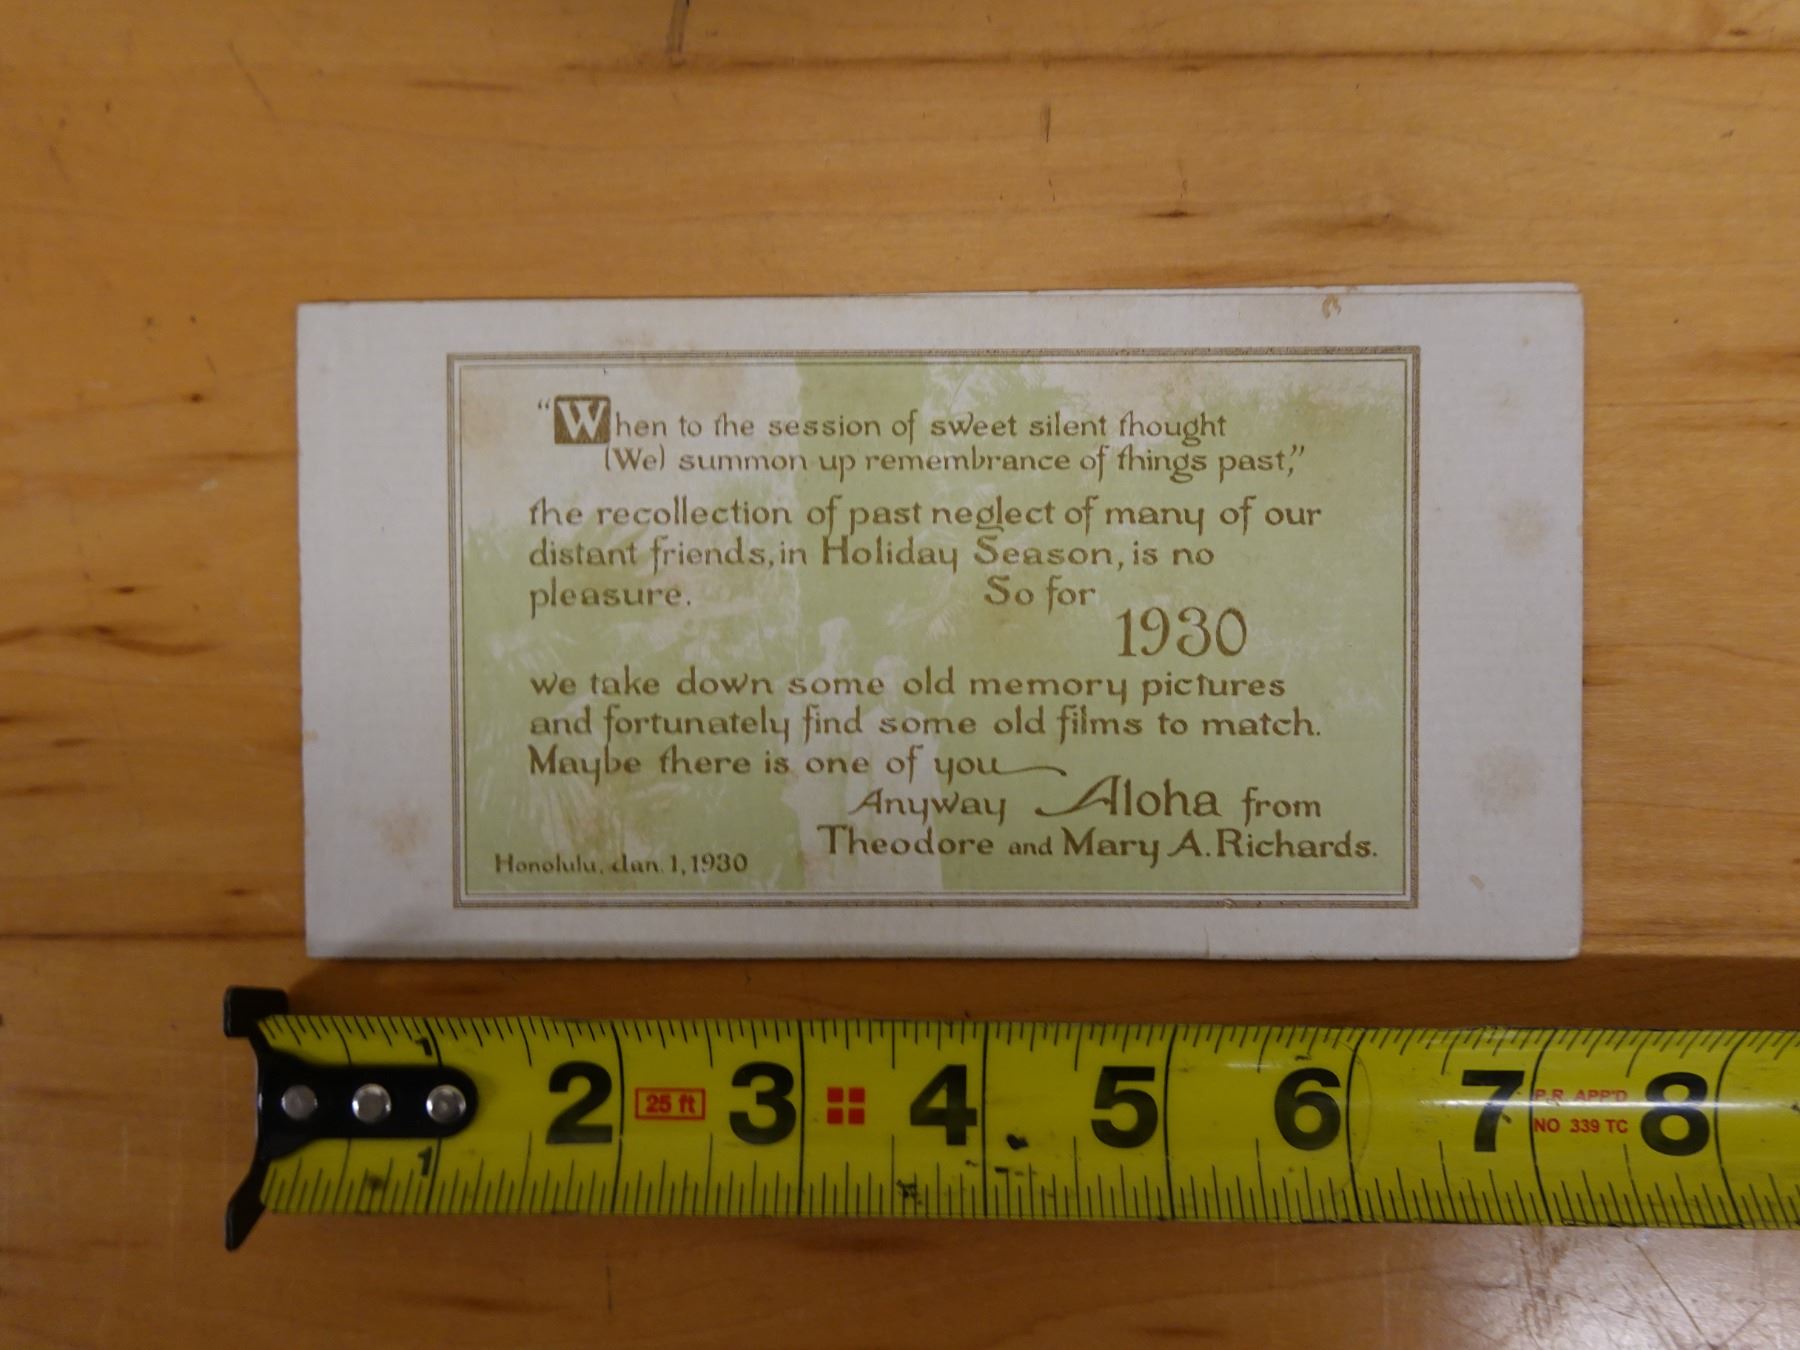 “When to the session of sweet silent thought
(We) summon up remembrance of things past,”
the recollection of past neglect of many of our
distant friends, in Holiday Season, is no
pleasure. So for
1930
we take down some old memory pictures
and fortunately find some old films to match.
Maybe there is one of you
Anyway Aloha from
Theodore and Mary A. Richards.
Honolulu, Jan. 1, 1930
1 2 25 ft 3 4 5 6 7 P.R. APP'D 8
NO 339 TC
1